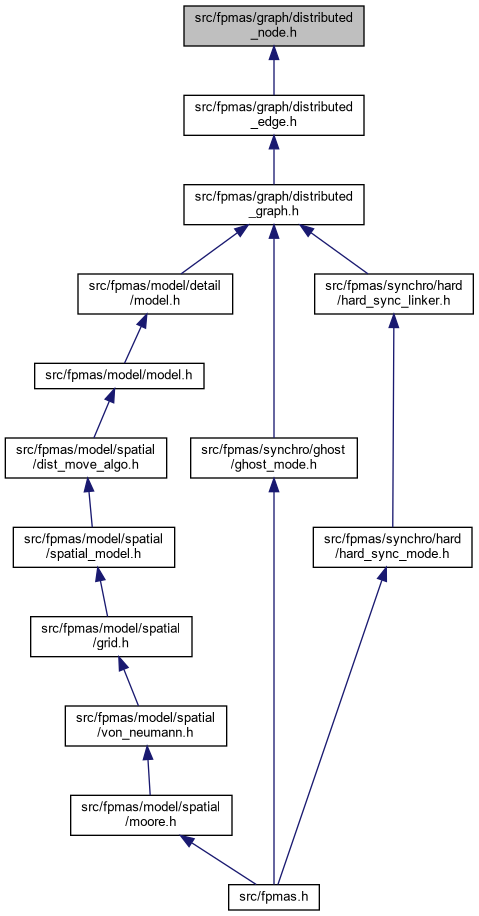 src/fpmas/graph/distributed
_node.h
src/fpmas/graph/distributed
_edge.h
src/fpmas/graph/distributed
_graph.h
src/fpmas/model/detail
/model.h
src/fpmas/synchro/hard
/hard_sync_linker.h
src/fpmas/model/model.h
src/fpmas/model/spatial
/dist_move_algo.h
src/fpmas/synchro/ghost
/ghost_mode.h
src/fpmas/model/spatial
/spatial_model.h
src/fpmas/synchro/hard
/hard_sync_mode.h
src/fpmas/model/spatial
/grid.h
src/fpmas/model/spatial
/von_neumann.h
src/fpmas/model/spatial
/moore.h
src/fpmas.h